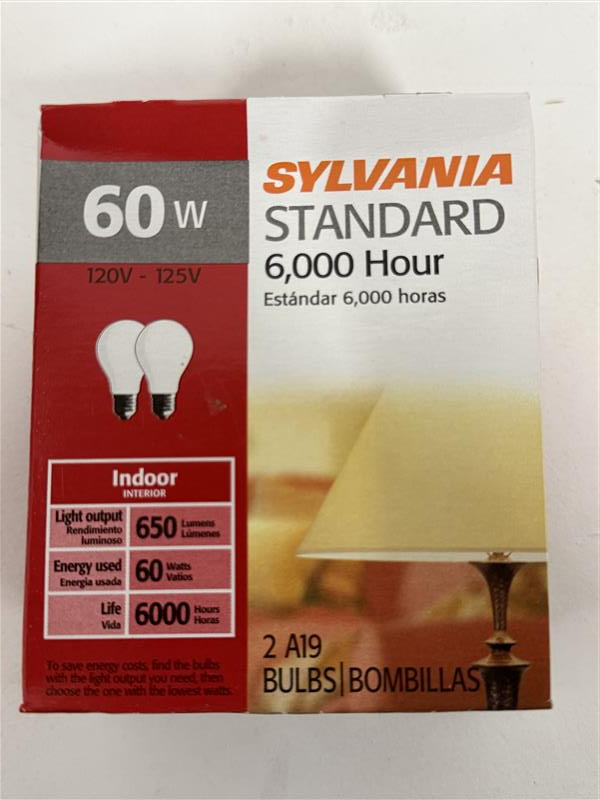 60 W
120V - 125V
SYLVANIA
STANDARD
6,000 Hour
Estándar 6,000 horas
Indoor
INTERIOR
Light output
Rendimiento
luminoso
650 Lumens
Lúmenes
Energy used
Energia usada
60 Watts
Vatios
Life
Vida
6000 Hours
Horas
To save energy costs, find the bulbs
with the light output you need, then
choose the one with the lowest watts.
2 A19
BULBS|BOMBILLAS